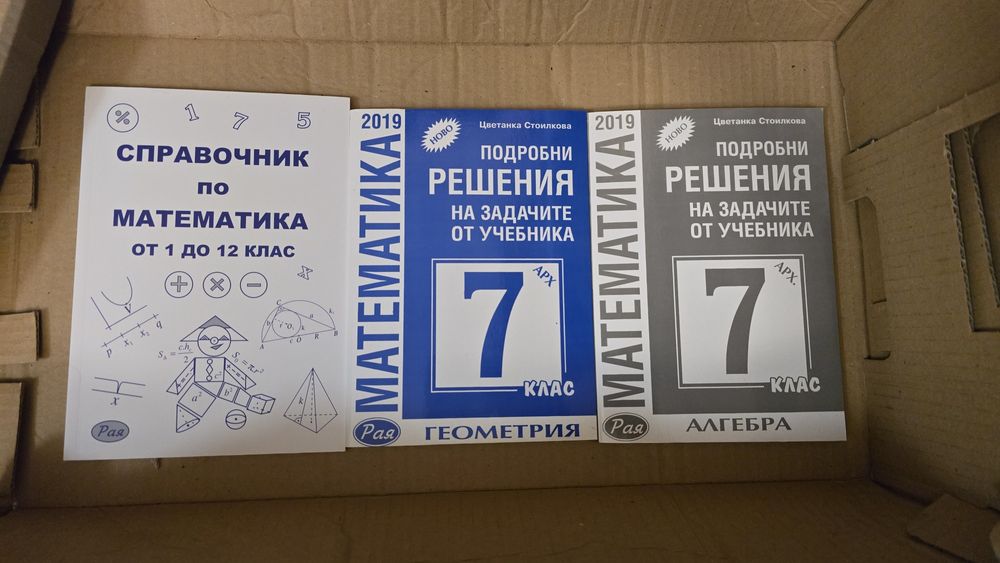 % 1 7 5
СПРАВОЧНИК
ПО
МАТЕМАТИКА
ОТ 1 ДО 12 КЛАС
+ × −
Рая
2019
МАТЕМАТИКА
НОВО
Цветанка Стоилкова
ПОДРОБНИ
РЕШЕНИЯ
НА ЗАДАЧИТЕ
ОТ УЧЕБНИКА
АРХ
7
КЛАС
Рая
ГЕОМЕТРИЯ
2019
МАТЕМАТИКА
НОВО
Цветанка Стоилкова
ПОДРОБНИ
РЕШЕНИЯ
НА ЗАДАЧИТЕ
ОТ УЧЕБНИКА
АРХ.
7
КЛАС
Рая
АЛГЕБРА